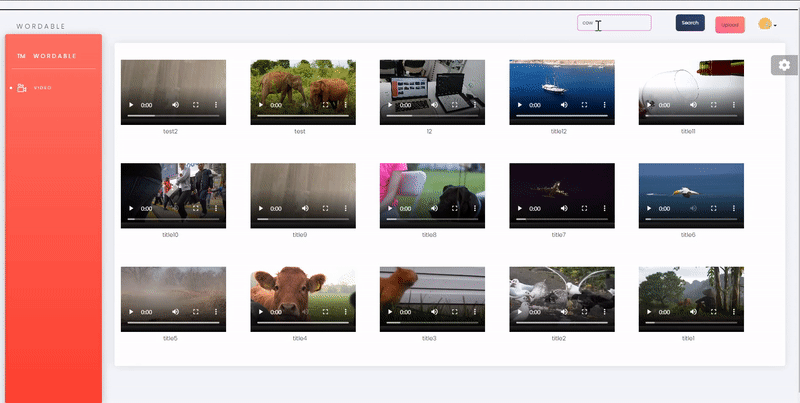 WORDABLE
cow
Search
Upload
TM WORDABLE
VIDEO
0:00 0:00 0:00 0:00 0:00
test2 test 12 title12 title11
0:00 0:00 0:00 0:00 0:00
title10 title9 title8 title7 title6
0:00 0:00 0:00 0:00 0:00
title5 title4 title3 title2 title1